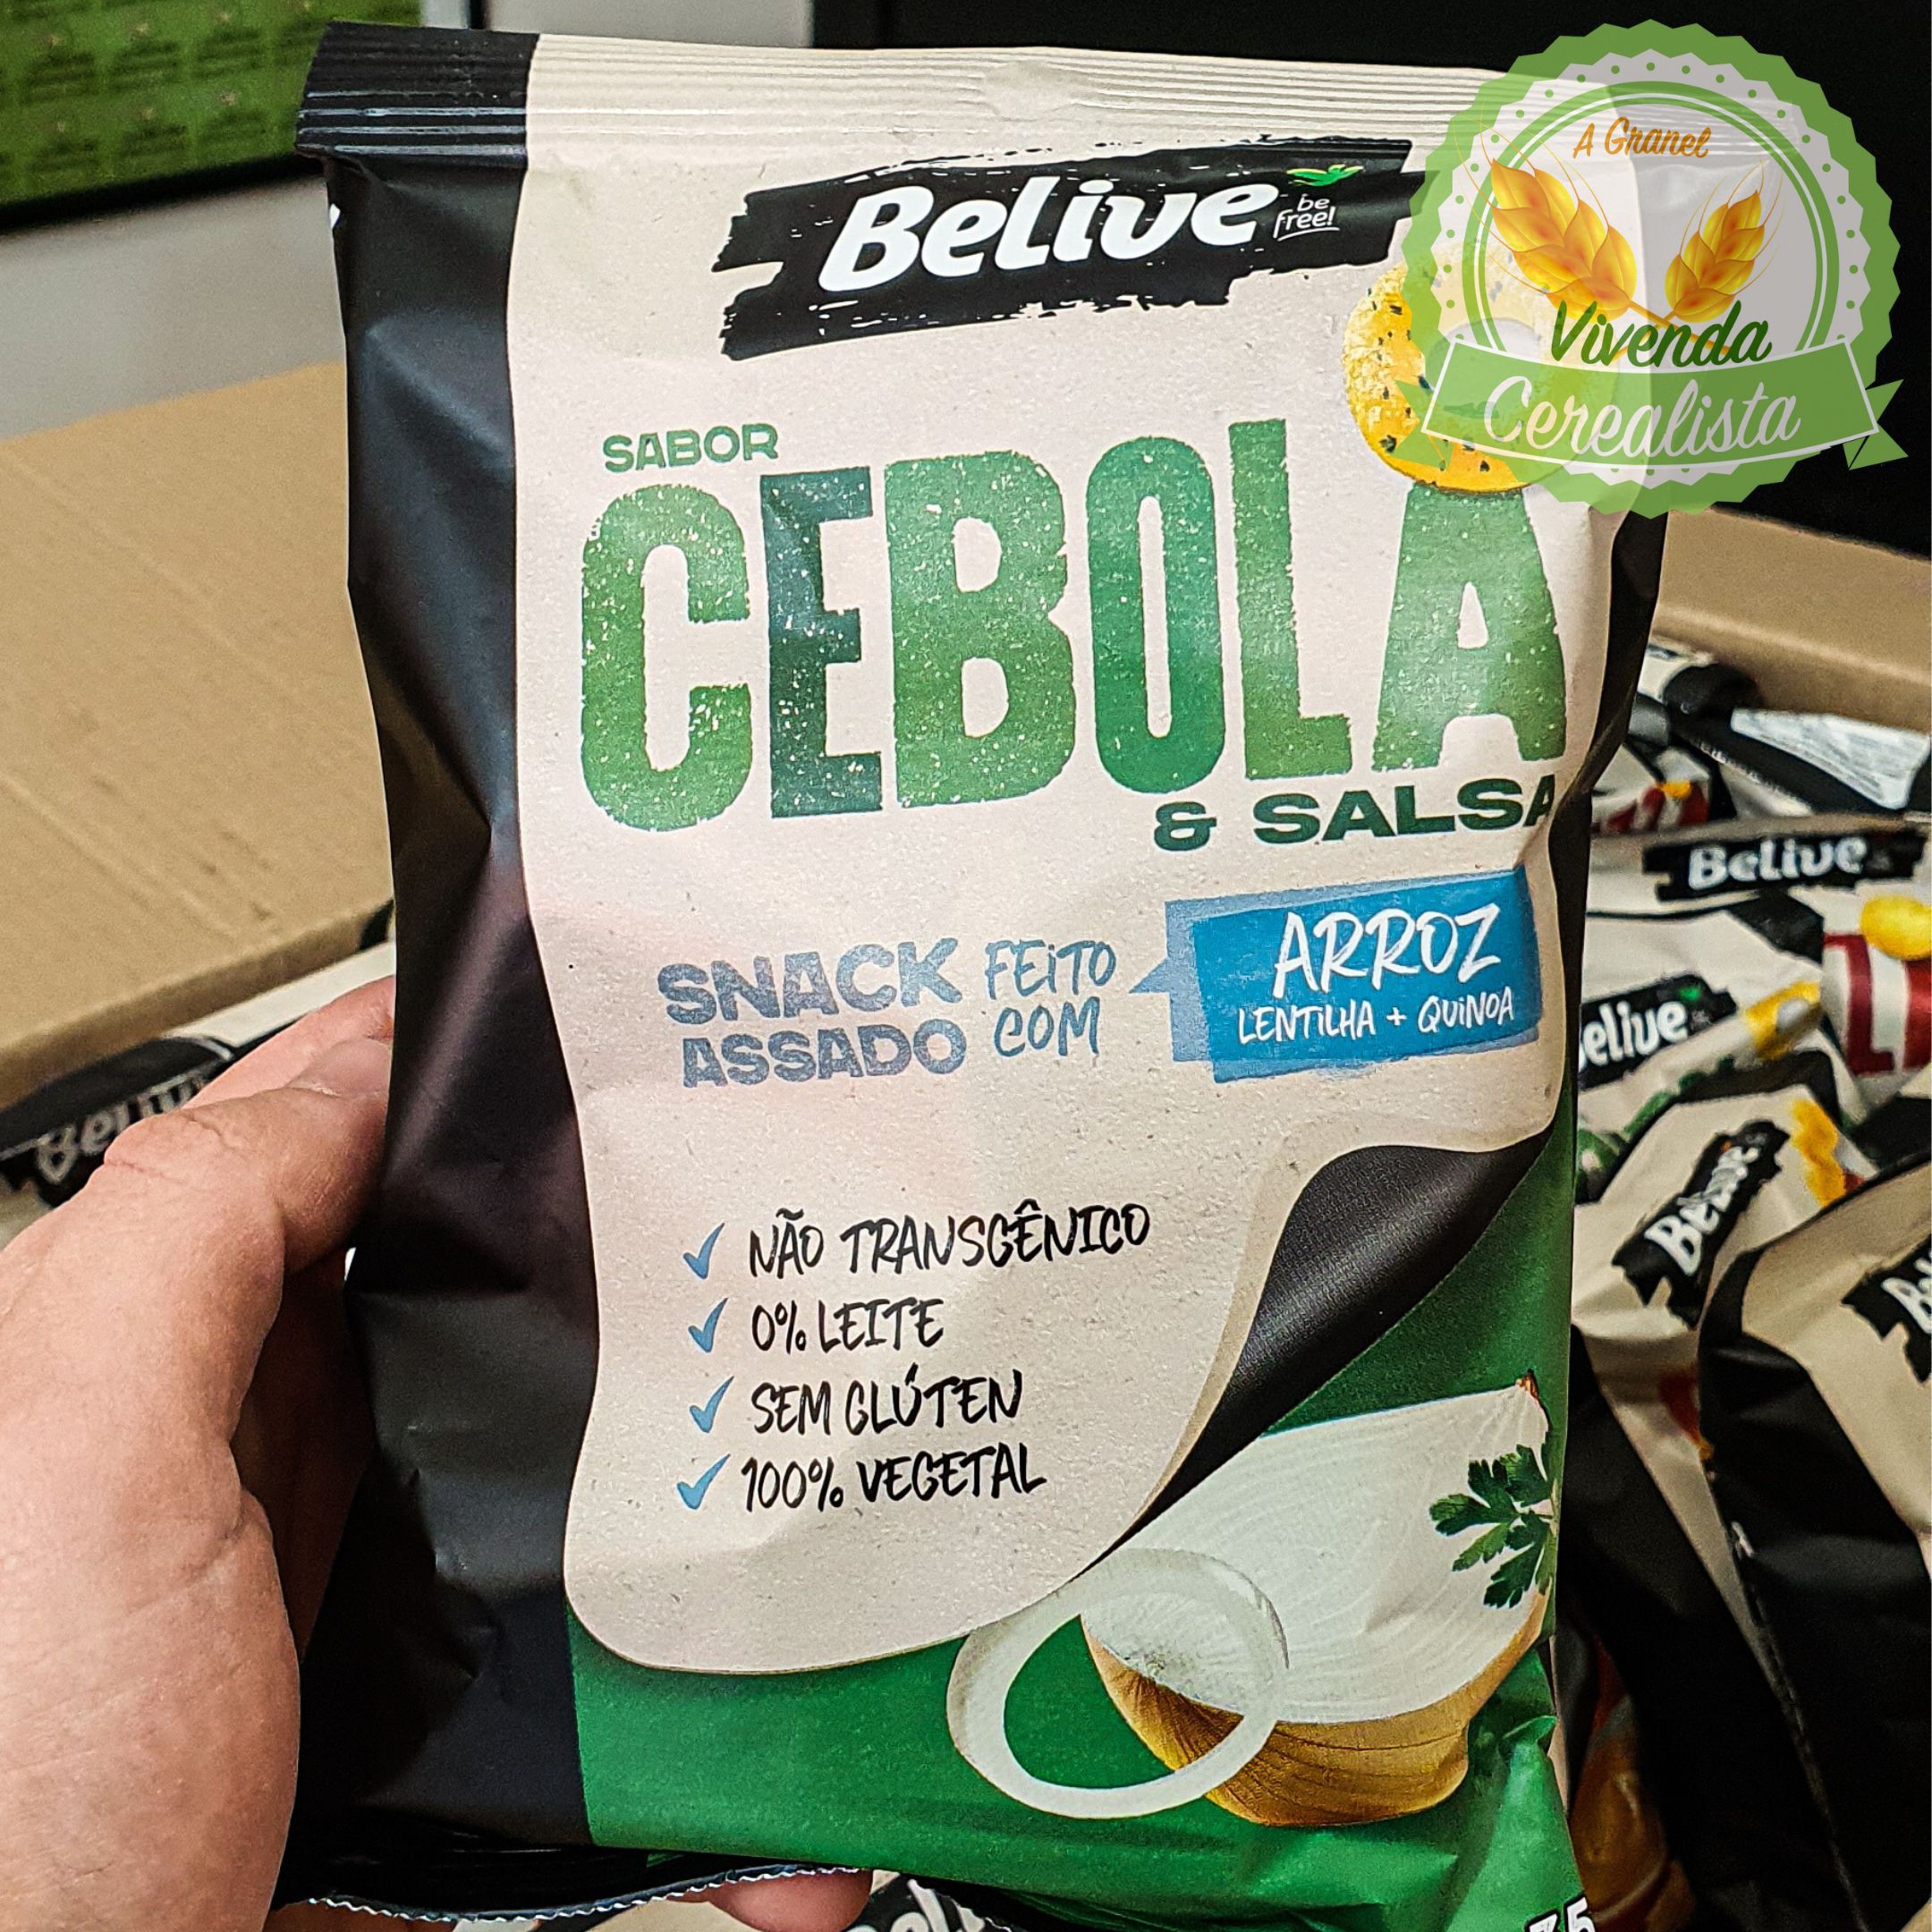 BeLive
be
free!
A Granel
Vivenda
Cerealista
SABOR
CEBOLA
& SALSA
SNACK
ASSADO
FEITO
COM
ARROZ
LENTILHA + QUINOA
✓ NÃO TRANSGÊNICO
✓ 0% LEITE
✓ SEM GLÚTEN
✓ 100% VEGETAL
BeLive
elive
BeLive